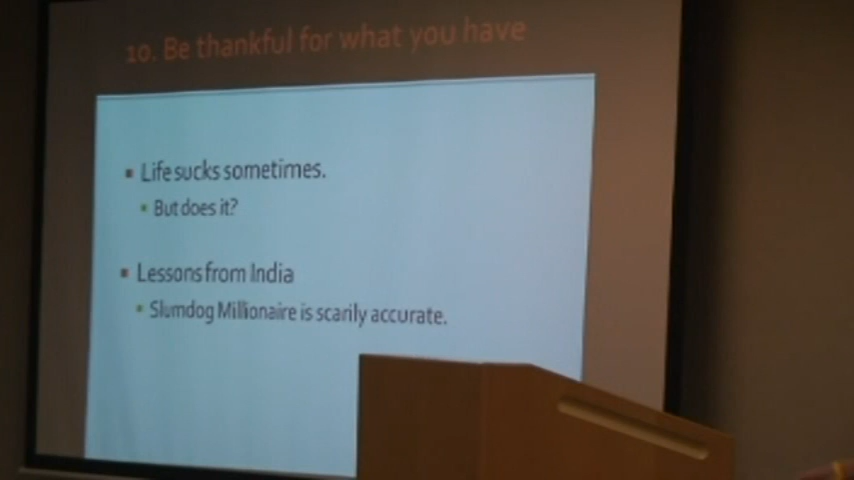 10. Be thankful for what you have
Life sucks sometimes.
But does it?
Lessons from India
Slumdog Millionaire is scarily accurate.